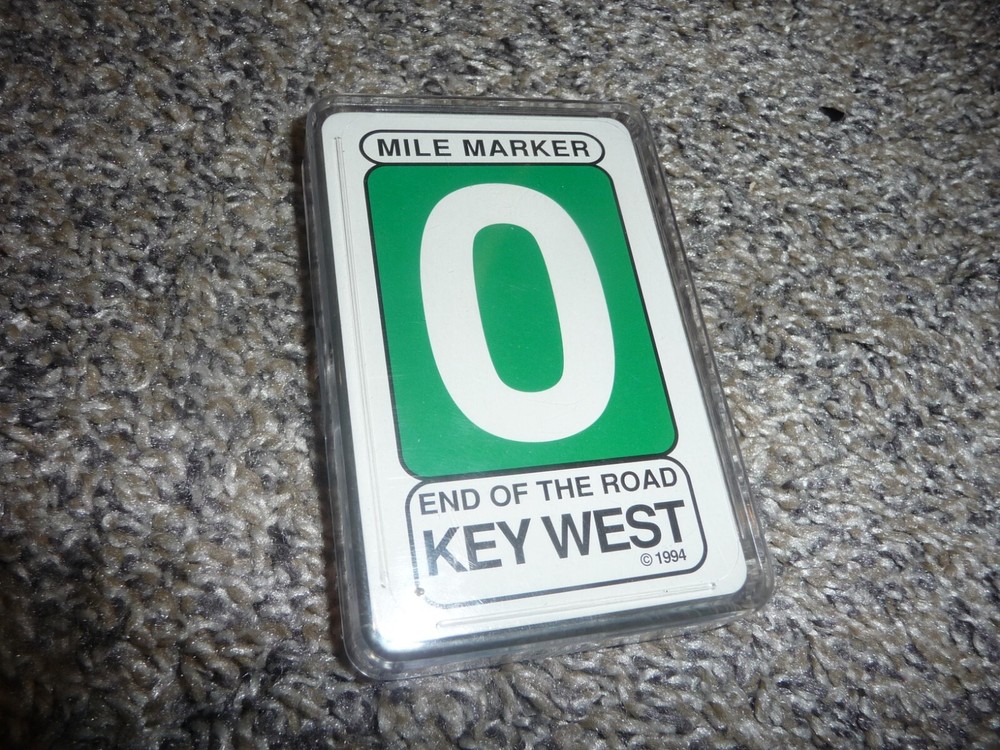 MILE MARKER
0
END OF THE ROAD
KEY WEST
© 1994